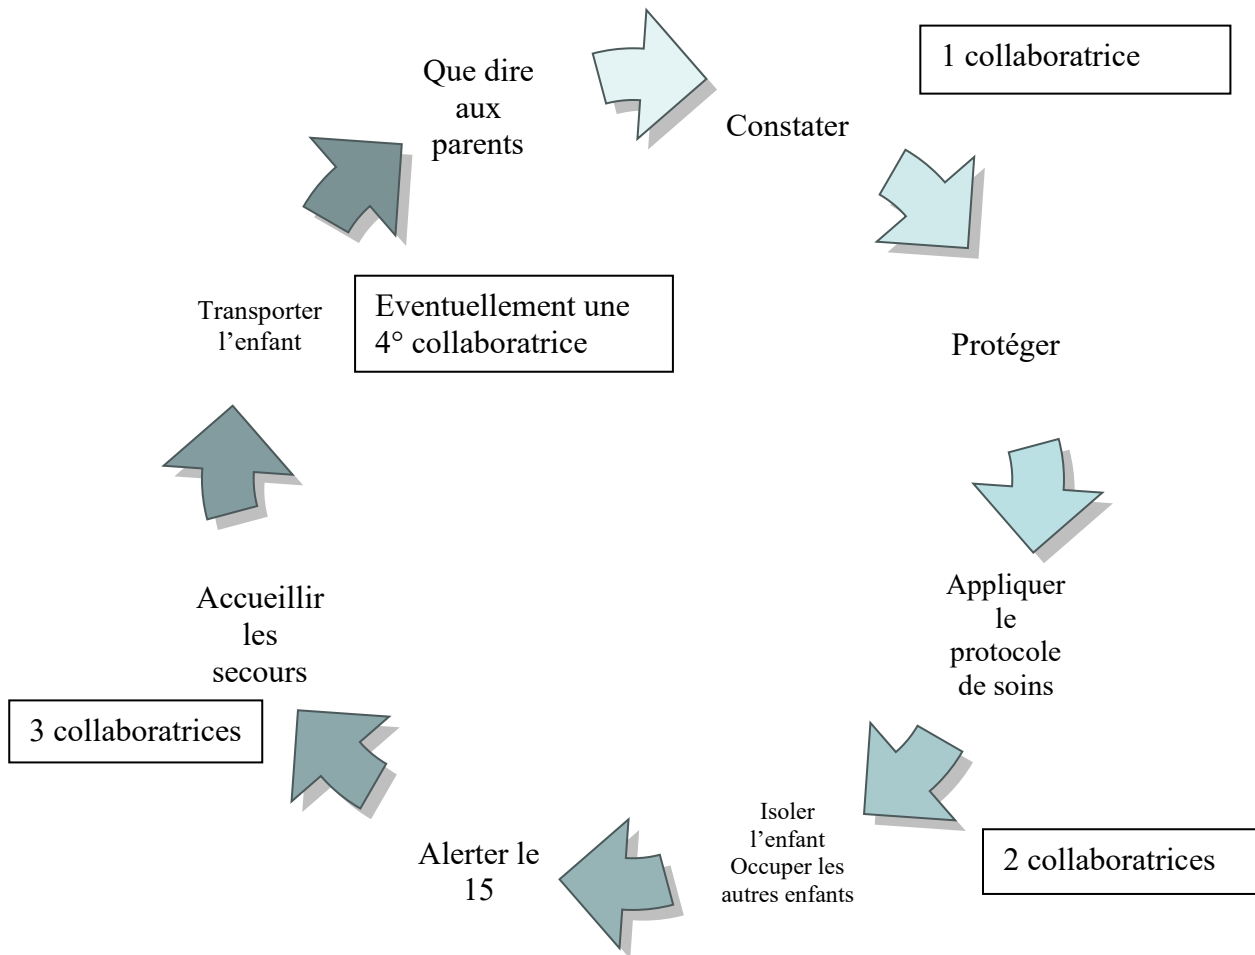 Que dire
aux
parents
Constater
1 collaboratrice
Protéger
Appliquer
le
protocole
de soins
2 collaboratrices
Isoler
l’enfant
Occuper les
autres enfants
Alerter le
15
Accueillir
les
secours
3 collaboratrices
Transporter
l’enfant
Eventuellement une
4° collaboratrice